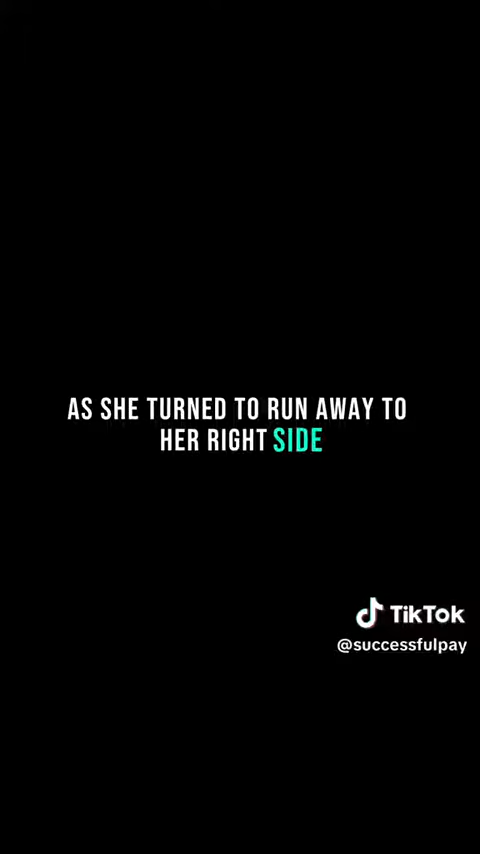 AS SHE TURNED TO RUN AWAY TO
HER RIGHT SIDE
TikTok
@successfulpay